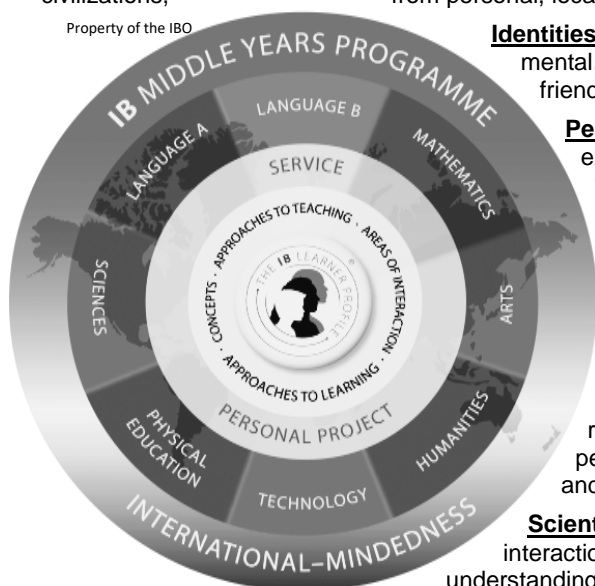 civilizations,
from personal, loca
Property of the IBO
Identities
mental
friend
Pe
e
IB MIDDLE YEARS PROGRAMME
LANGUAGE A
LANGUAGE B
MATHEMATICS
SCIENCES
ARTS
PHYSICAL
EDUCATION
TECHNOLOGY
HUMANITIES
SERVICE
PERSONAL PROJECT
CONCEPTS · APPROACHES TO TEACHING · AREAS OF INTERACTION · APPROACHES TO LEARNING ·
THE IB LEARNER PROFILE
INTERNATIONAL–MINDEDNESS
r
pe
and
Scient
interactio
understanding